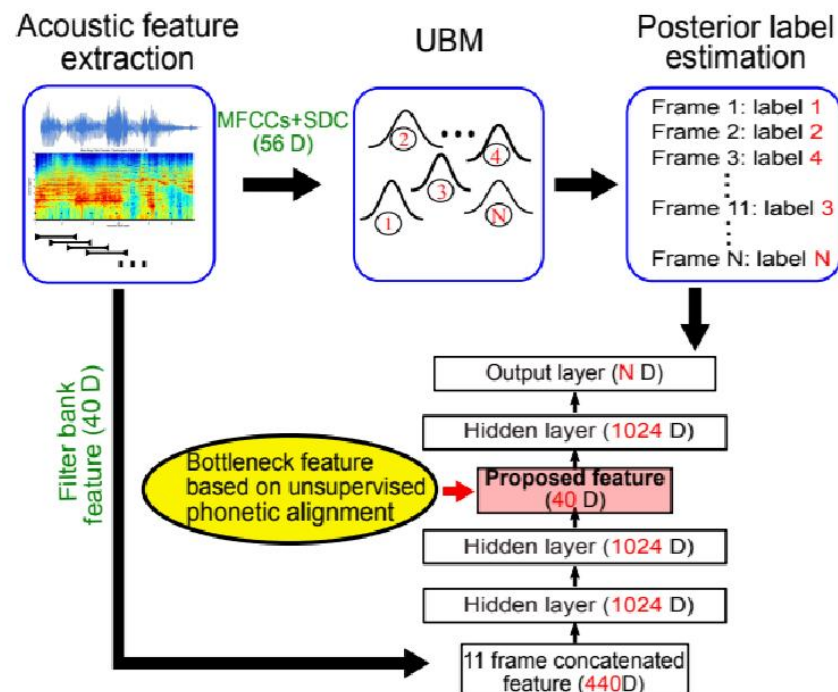 Acoustic feature
extraction
UBM
Posterior label
estimation
MFCCs+SDC
(56 D)
2
4
3
1
N
Frame 1: label 1
Frame 2: label 2
Frame 3: label 4
Frame 11: label 3
Frame N: label N
Filter bank
feature (40 D)
Output layer (N D)
Hidden layer (1024 D)
Bottleneck feature
based on unsupervised
phonetic alignment
Proposed feature
(40 D)
Hidden layer (1024 D)
Hidden layer (1024 D)
11 frame concatenated
feature (440D)